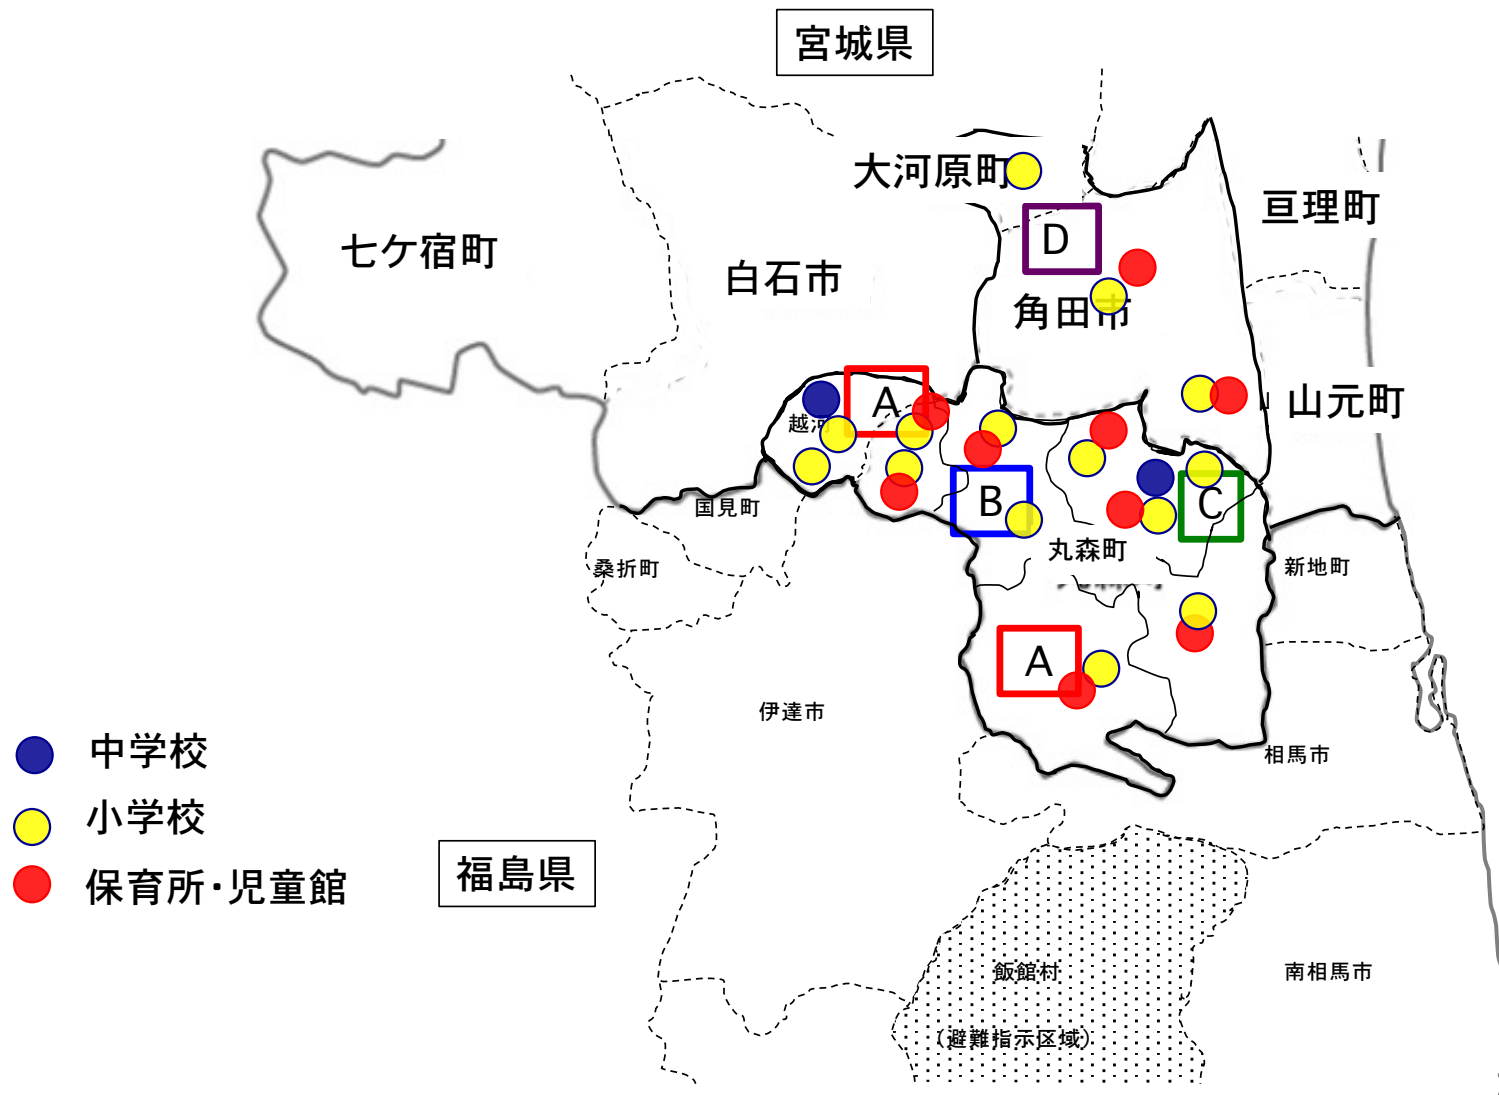 宮城県
大河原町
亘理町
七ケ宿町
D
白石市
角田市
A
山元町
越河
B
C
国見町
丸森町
桑折町
新地町
A
伊達市
中学校
相馬市
小学校
福島県
保育所・児童館
飯館村
南相馬市
(避難指示区域)